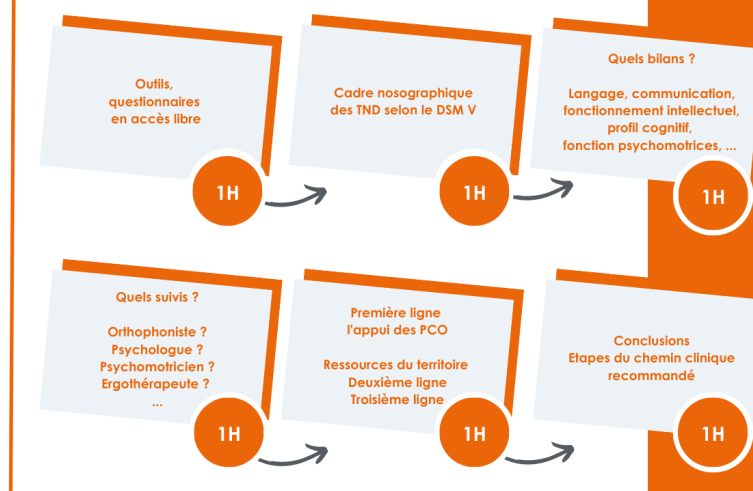 Outils,
questionnaires
en accès libre
1H
Cadre nosographique
des TND selon le DSM V
1H
Quels bilans ?
Langage, communication,
fonctionnement intellectuel,
profil cognitif,
fonction psychomotrices, ...
1H
Quels suivis ?
Orthophoniste ?
Psychologue ?
Psychomotricien ?
Ergothérapeute ?
...
1H
Première ligne
l'appui des PCO
Ressources du territoire
Deuxième ligne
Troisième ligne
1H
Conclusions
Etapes du chemin clinique
recommandé
1H